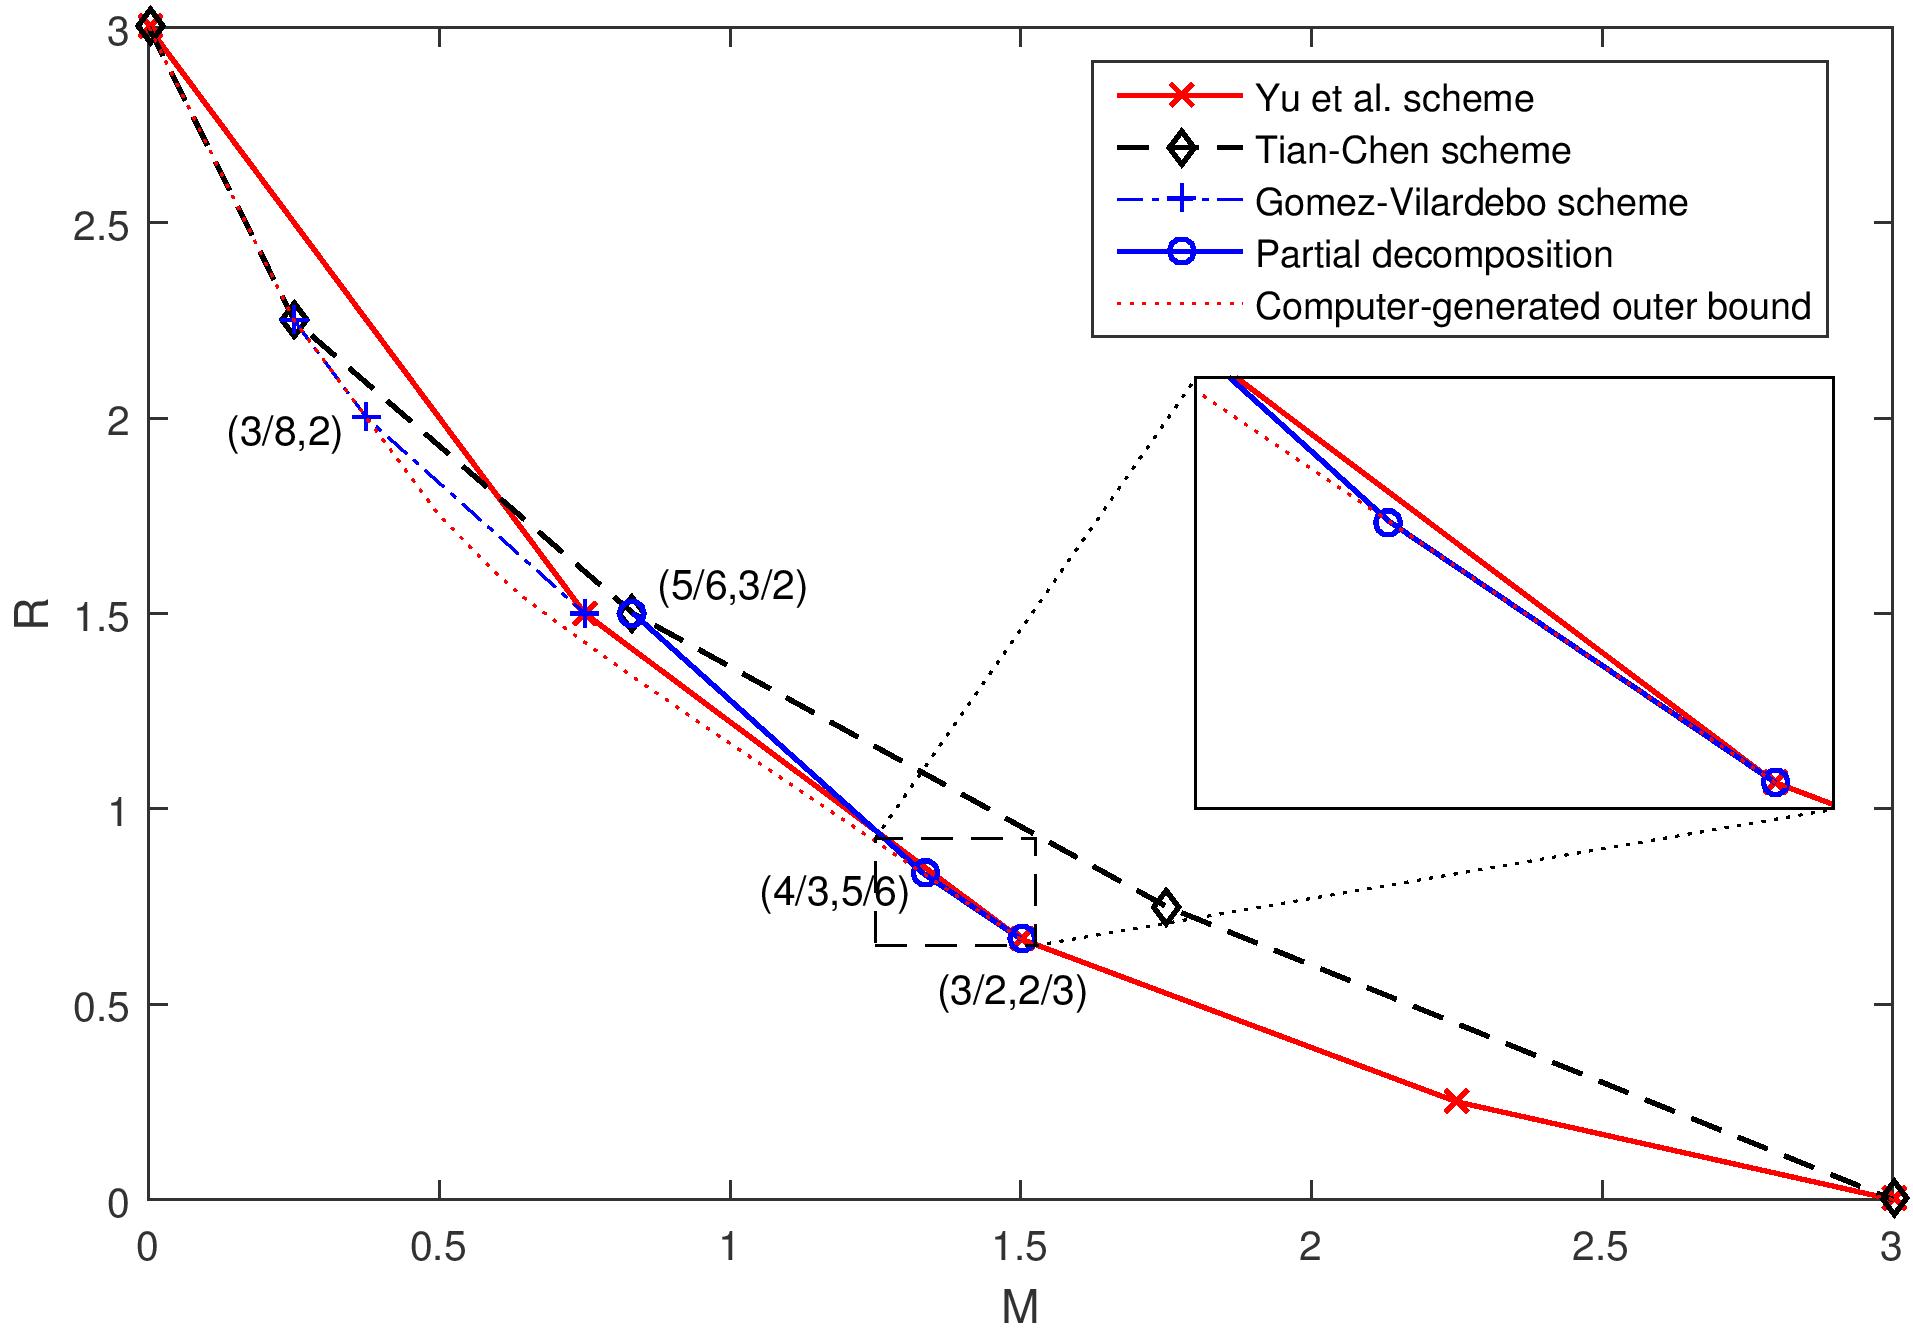 3
2.5
2
1.5
1
0.5
0
R
0
0.5
1
1.5
2
2.5
3
M
Yu et al. scheme
Tian-Chen scheme
Gomez-Vilardebo scheme
Partial decomposition
Computer-generated outer bound
(3/8,2)
(5/6,3/2)
(4/3,5/6)
(3/2,2/3)